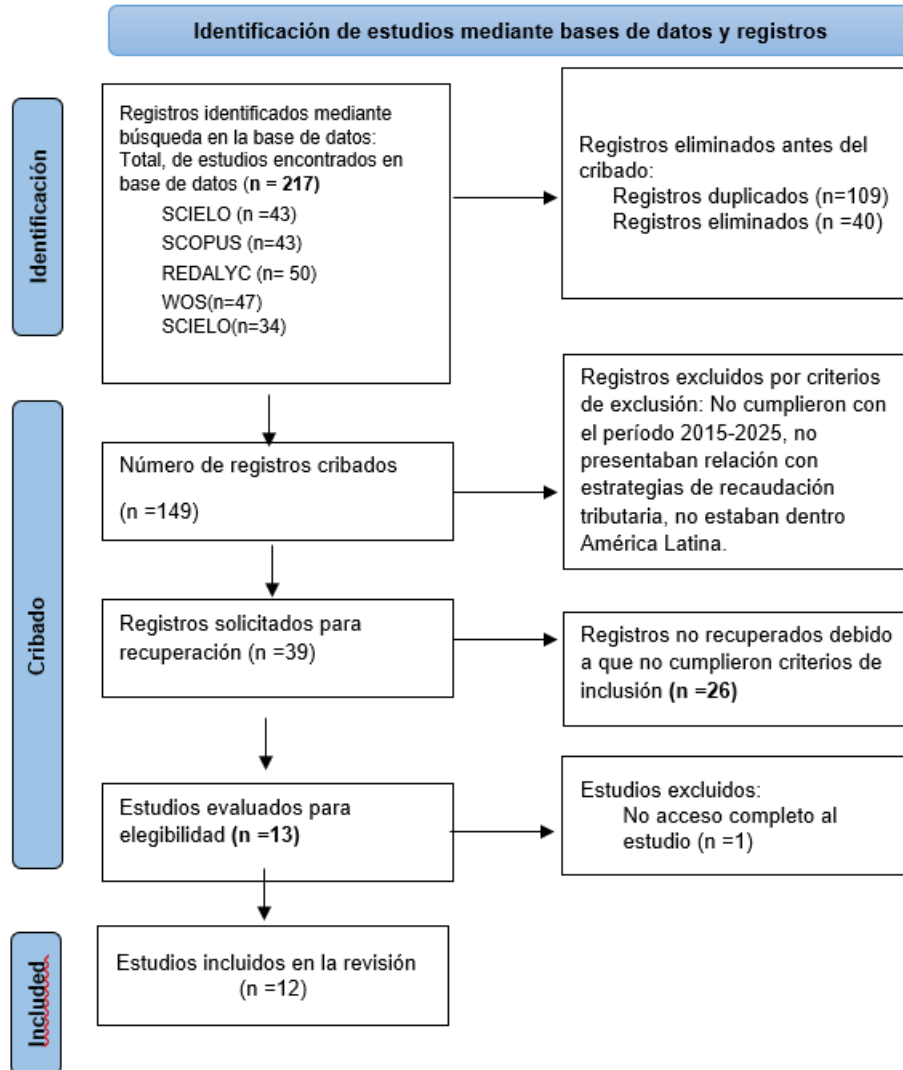 Identificación de estudios mediante bases de datos y registros
Identificación
Registros identificados mediante
búsqueda en la base de datos:
Total, de estudios encontrados en
base de datos (n = 217)
SCIELO (n =43)
SCOPUS (n=43)
REDALYC (n= 50)
WOS(n=47)
SCIELO(n=34)
Registros eliminados antes del
cribado:
Registros duplicados (n=109)
Registros eliminados (n =40)
Cribado
Número de registros cribados
(n =149)
Registros excluidos por criterios
de exclusión: No cumplieron con
el período 2015-2025, no
presentaban relación con
estrategias de recaudación
tributaria, no estaban dentro
América Latina.
Registros solicitados para
recuperación (n =39)
Registros no recuperados debido
a que no cumplieron criterios de
inclusión (n =26)
Estudios evaluados para
elegibilidad (n =13)
Estudios excluidos:
No acceso completo al
estudio (n =1)
Included
Estudios incluidos en la revisión
(n =12)